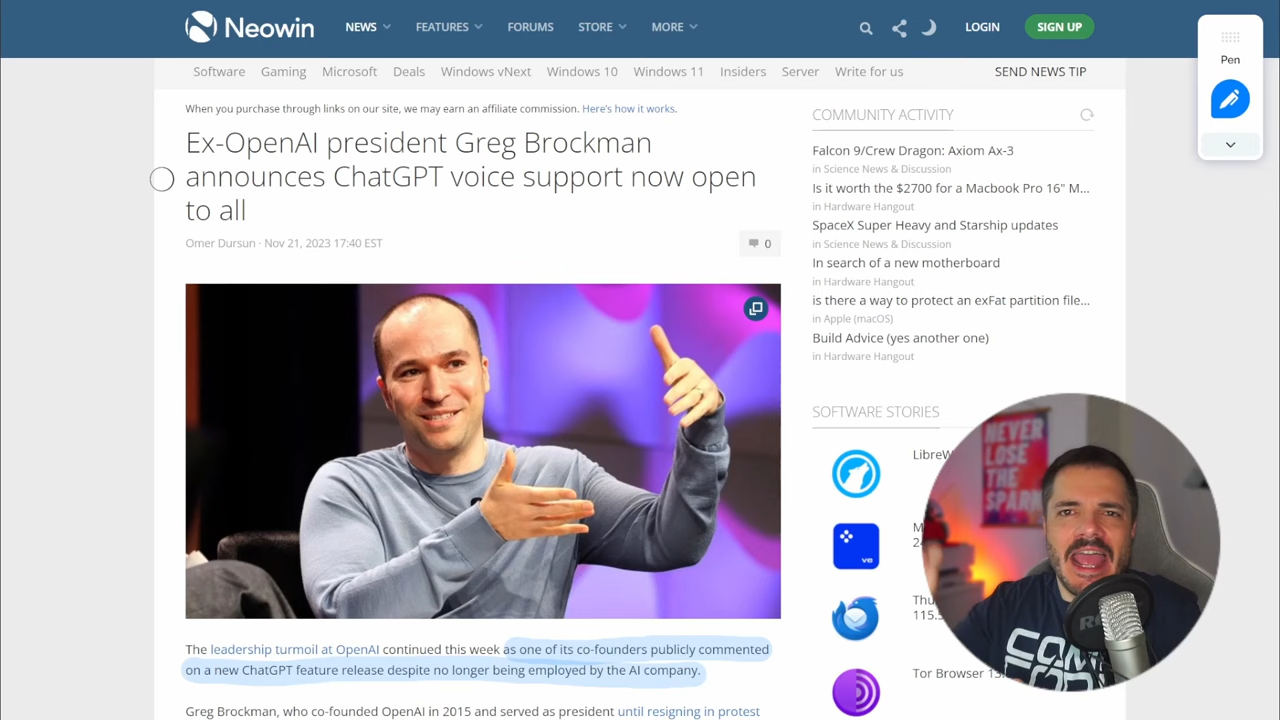 Neowin
NEWS
FEATURES
FORUMS
STORE
MORE
LOGIN
SIGN UP
Pen
Software
Gaming
Microsoft
Deals
Windows vNext
Windows 10
Windows 11
Insiders
Server
Write for us
SEND NEWS TIP
When you purchase through links on our site, we may earn an affiliate commission. Here's how it works.
Ex-OpenAI president Greg Brockman
announces ChatGPT voice support now open
to all
Omer Dursun · Nov 21, 2023 17:40 EST
0
The leadership turmoil at OpenAI continued this week as one of its co-founders publicly commented
on a new ChatGPT feature release despite no longer being employed by the AI company.
Greg Brockman, who co-founded OpenAI in 2015 and served as president until resigning in protest
COMMUNITY ACTIVITY
Falcon 9/Crew Dragon: Axiom Ax-3
in Science News & Discussion
Is it worth the $2700 for a Macbook Pro 16" M...
in Hardware Hangout
SpaceX Super Heavy and Starship updates
in Science News & Discussion
In search of a new motherboard
in Hardware Hangout
is there a way to protect an exFat partition file...
in Apple (macOS)
Build Advice (yes another one)
in Hardware Hangout
SOFTWARE STORIES
LibreW
M
24
Thu
115.
Tor Browser 13.
NEVER
LOSE
THE
SPAR